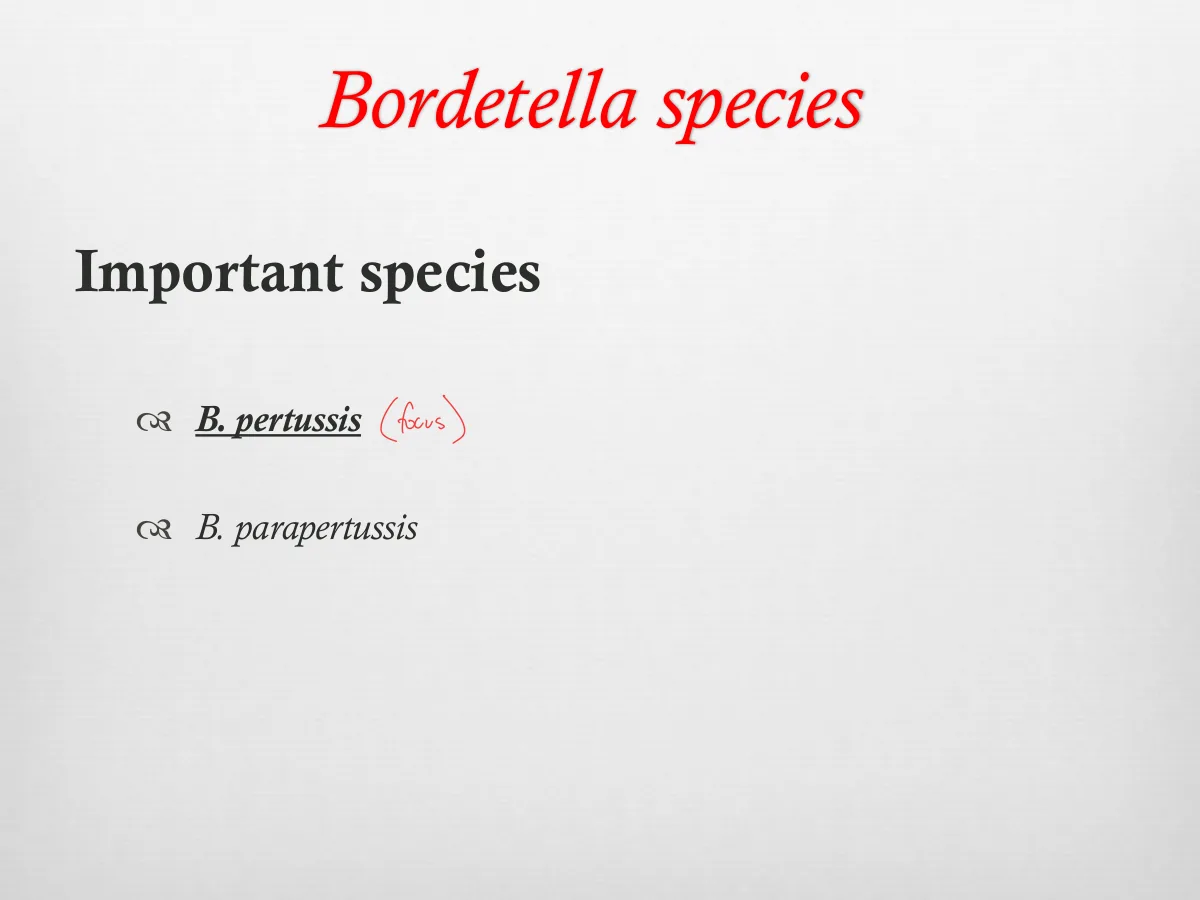 Bordetella species
Important species
B. pertussis (focus)
B. parapertussis